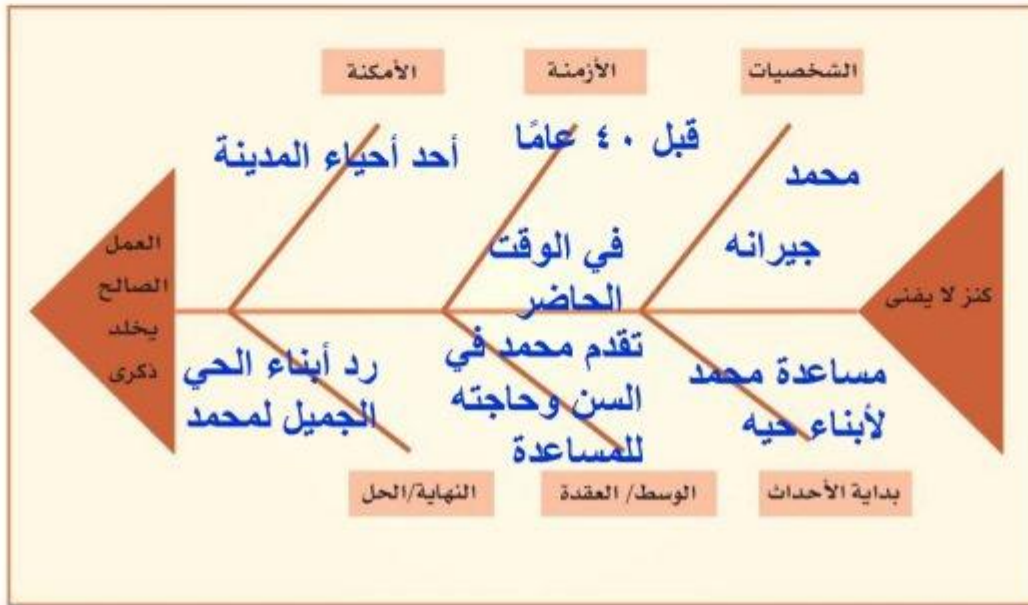 الشخصيات
الأزمنة
الأمكنة
محمد
جيرانه
قبل ٤٠ عامًا
في الوقت
الحاضر
أحد أحياء المدينة
كنز لا يفنى
العمل
الصالح
يخلد
ذكرى
مساعدة محمد
لأبناء حيه
تقدم محمد في
السن وحاجته
للمساعدة
رد أبناء الحي
الجميل لمحمد
بداية الأحداث
الوسط/ العقدة
النهاية/الحل